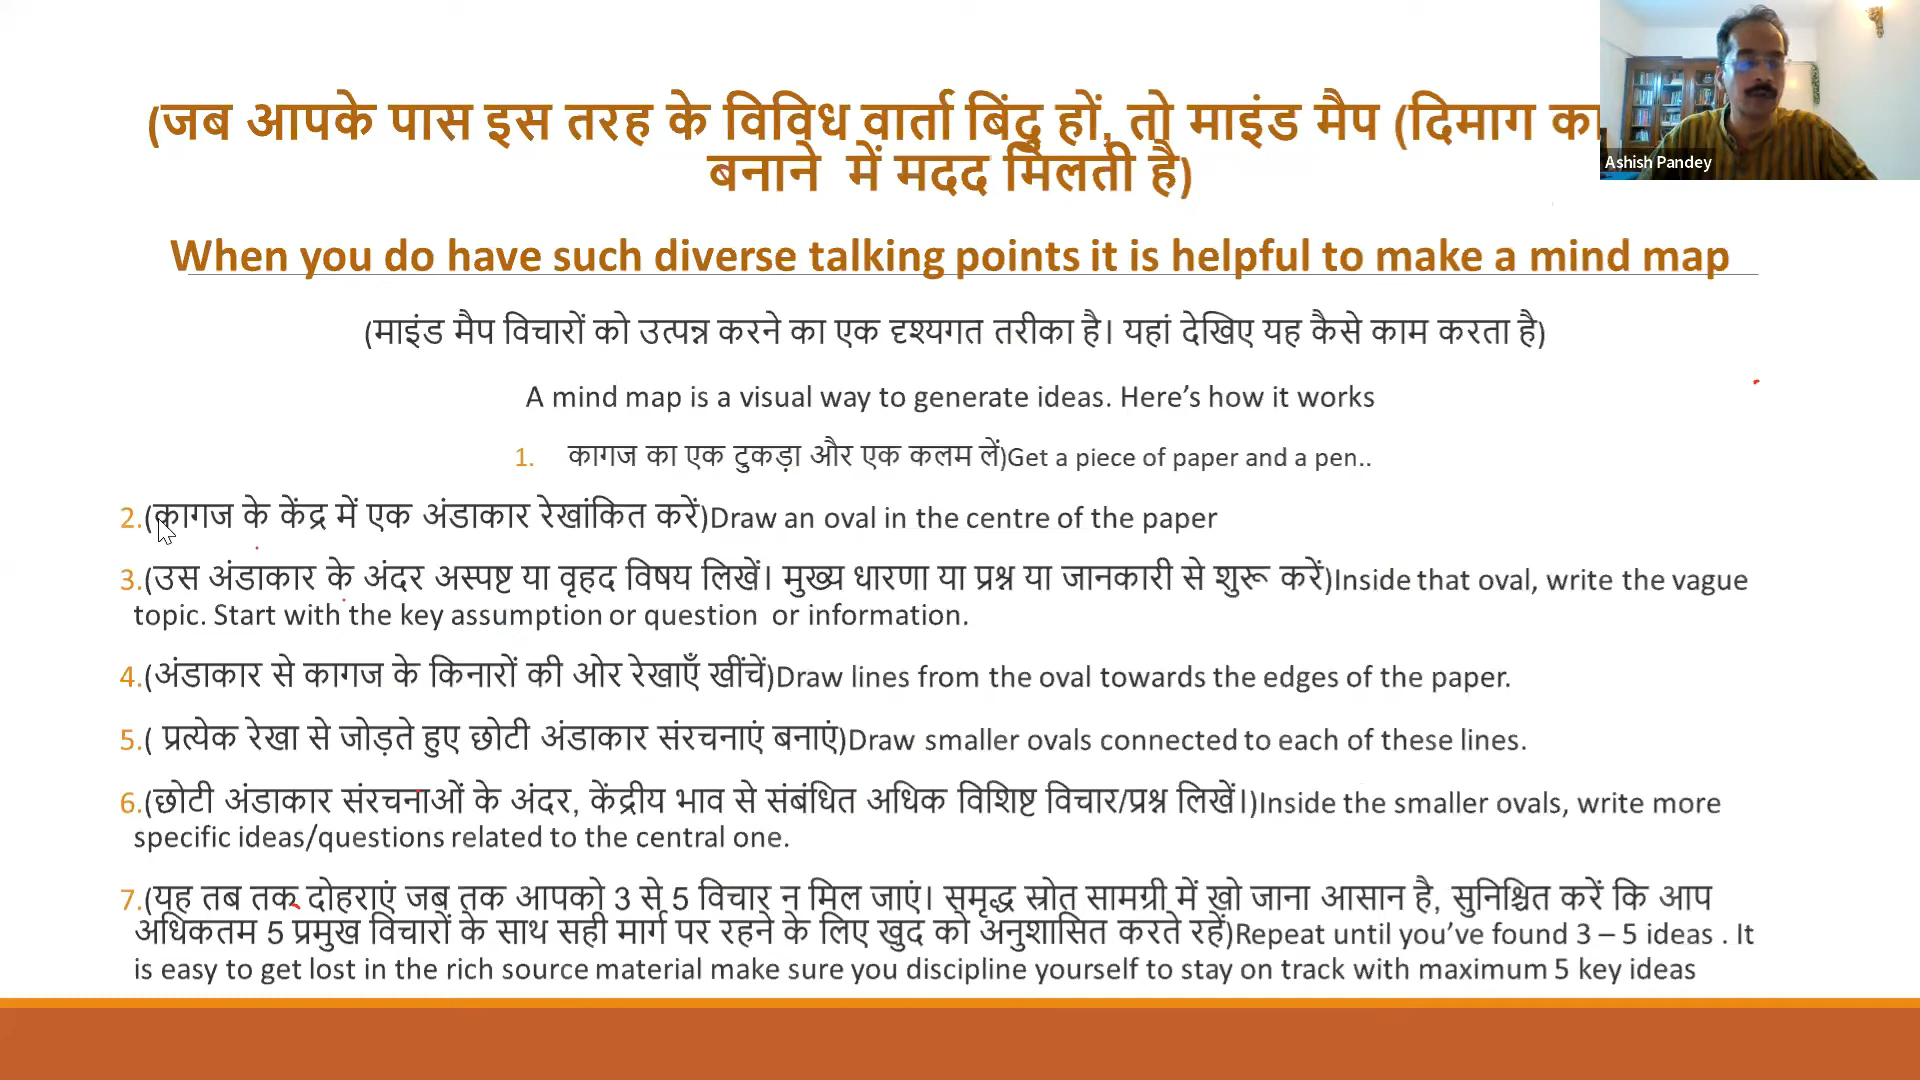 (जब आपके पास इस तरह के विविध वार्ता बिंदु हों, तो माइंड मैप (दिमाग का
बनाने में मदद मिलती है)
Ashish Pandey
When you do have such diverse talking points it is helpful to make a mind map
(माइंड मैप विचारों को उत्पन्न करने का एक दृश्यगत तरीका है। यहां देखिए यह कैसे काम करता है)
A mind map is a visual way to generate ideas. Here’s how it works
1. कागज का एक टुकड़ा और एक कलम लें)Get a piece of paper and a pen..
2.(कागज के केंद्र में एक अंडाकार रेखांकित करें)Draw an oval in the centre of the paper
3.(उस अंडाकार के अंदर अस्पष्ट या वृहद विषय लिखें। मुख्य धारणा या प्रश्न या जानकारी से शुरू करें)Inside that oval, write the vague
topic. Start with the key assumption or question or information.
4.(अंडाकार से कागज के किनारों की ओर रेखाएँ खींचें)Draw lines from the oval towards the edges of the paper.
5.( प्रत्येक रेखा से जोड़ते हुए छोटी अंडाकार संरचनाएं बनाएं)Draw smaller ovals connected to each of these lines.
6.(छोटी अंडाकार संरचनाओं के अंदर, केंद्रीय भाव से संबंधित अधिक विशिष्ट विचार/प्रश्न लिखें।)Inside the smaller ovals, write more
specific ideas/questions related to the central one.
7.(यह तब तक दोहराएं जब तक आपको 3 से 5 विचार न मिल जाएं। समृद्ध स्रोत सामग्री में खो जाना आसान है, सुनिश्चित करें कि आप
अधिकतम 5 प्रमुख विचारों के साथ सही मार्ग पर रहने के लिए खुद को अनुशासित करते रहें)Repeat until you’ve found 3 – 5 ideas . It
is easy to get lost in the rich source material make sure you discipline yourself to stay on track with maximum 5 key ideas